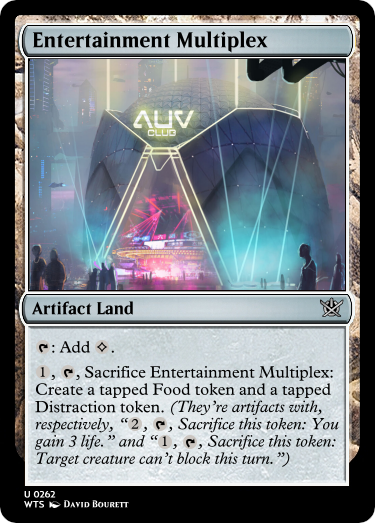 Entertainment Multiplex
AUV
CLUB
Artifact Land
: Add .
1, , Sacrifice Entertainment Multiplex:
Create a tapped Food token and a tapped
Distraction token. (They're artifacts with,
respectively, “2, , Sacrifice this token: You
gain 3 life.” and “1, , Sacrifice this token:
Target creature can't block this turn.”)
U 0262
WTS DAVID BOURETT